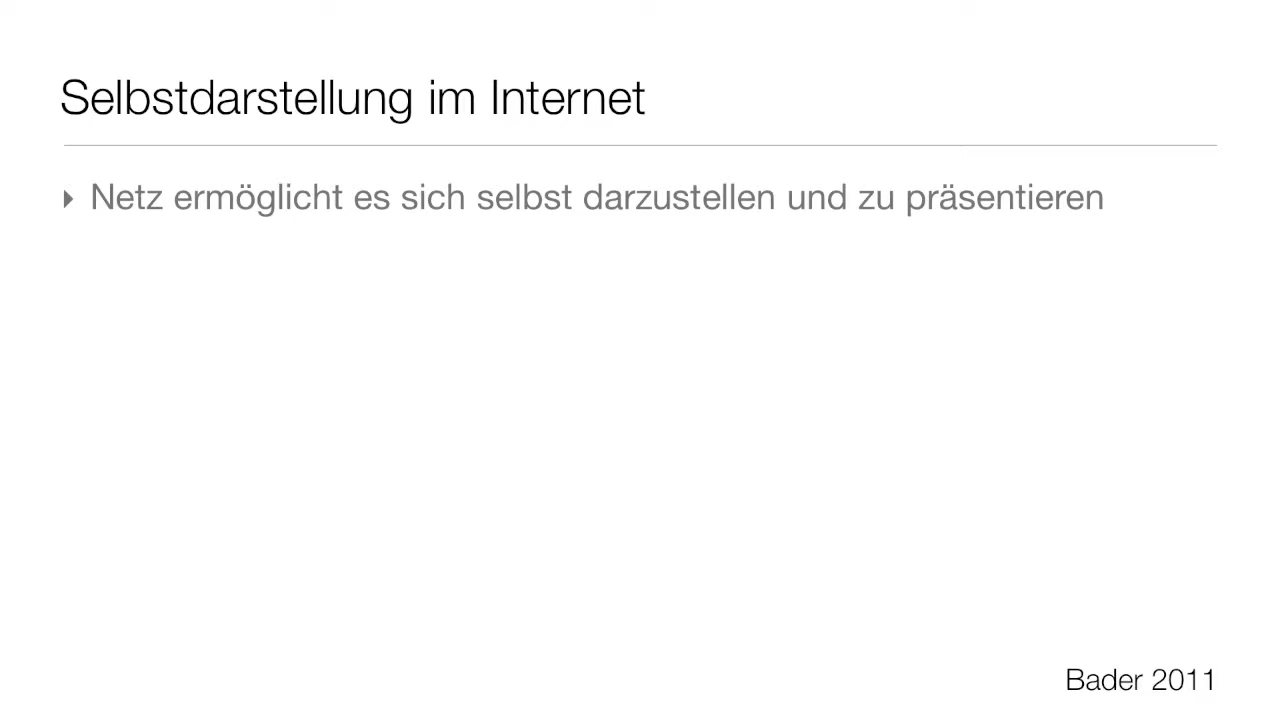 Selbstdarstellung im Internet
‣ Netz ermöglicht es sich selbst darzustellen und zu präsentieren
Bader 2011